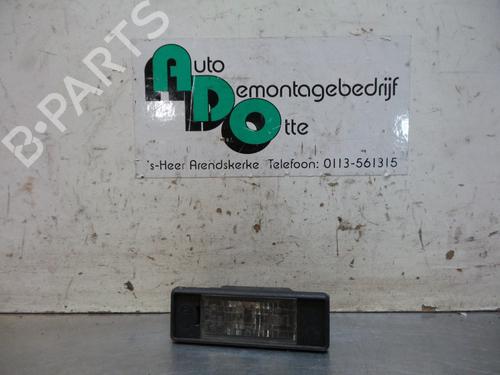 B-PARTS
Auto
Demontagebedrijf
Otte
's-Heer Arendskerke Telefoon: 0113-561315